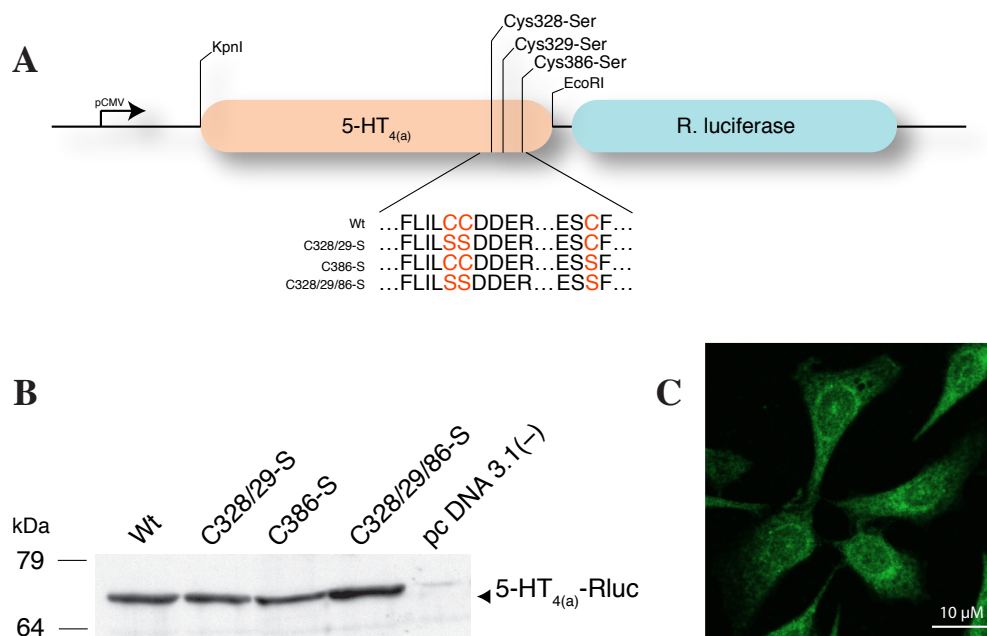 A
pCMV
KpnI
Cys328-Ser
Cys329-Ser
Cys386-Ser
EcoRI
5-HT4(a)
R. luciferase
Wt ...FLILCCDDER...ESCF...
C328/29-S ...FLILSSDDER...ESCF...
C386-S ...FLILCCDDER...ESSF...
C328/29/86-S ...FLILSSDDER...ESSF...
B
kDa
Wt
C328/29-S
C386-S
C328/29/86-S
pc DNA 3.1(–)
79
64
5-HT4(a)-Rluc
C
10 µM